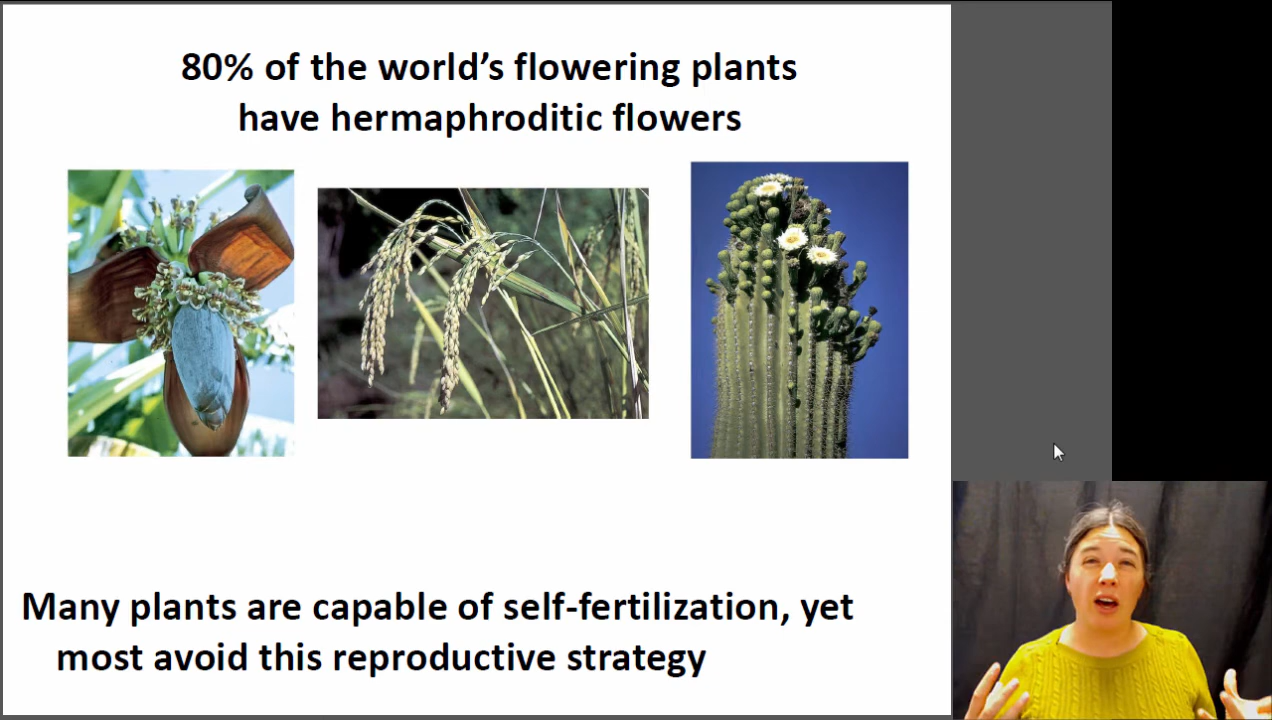 80% of the world’s flowering plants
have hermaphroditic flowers
Many plants are capable of self-fertilization, yet
most avoid this reproductive strategy